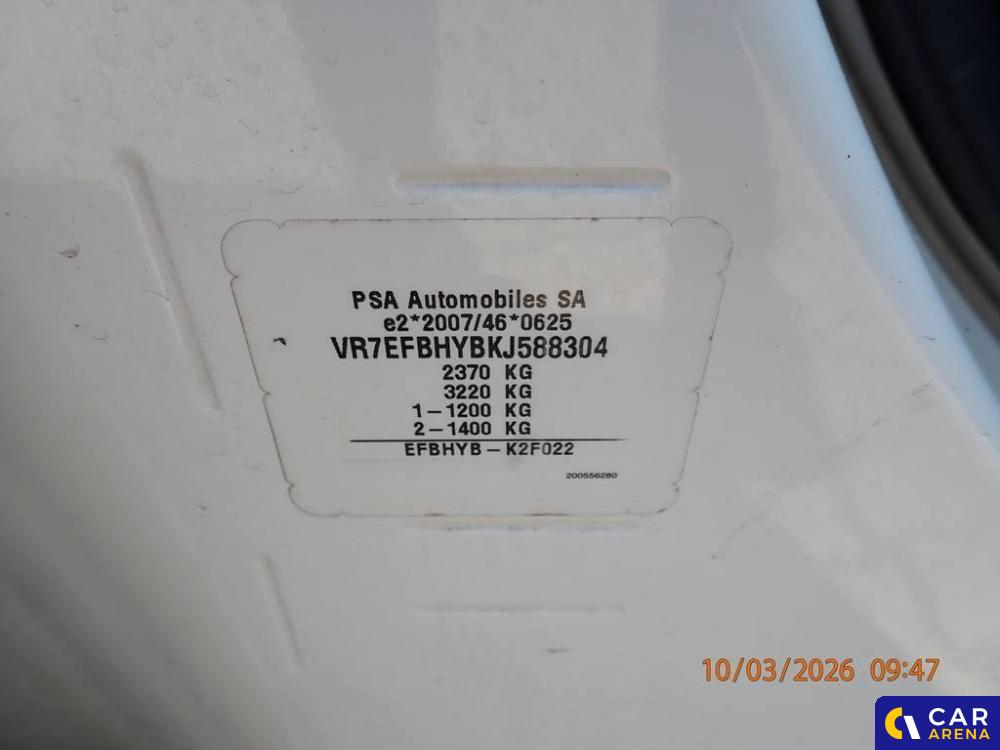 PSA Automobiles SA
e2*2007/46*0625
VR7EFBHYBKJ588304
2370 KG
3220 KG
1-1200 KG
2-1400 KG
EFBHYB-K2F022
200556280
10/03/2026 09:47
CAR
ARENA